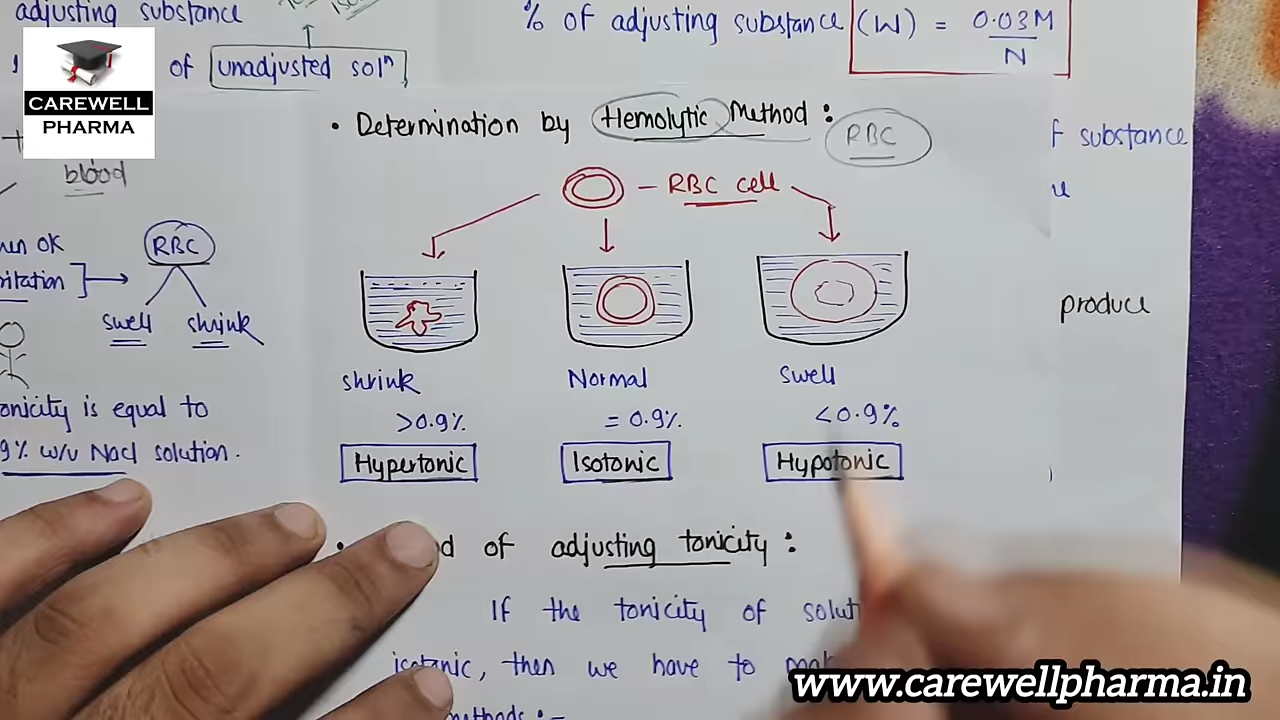 adjusting substance
% of adjusting substance (W) = 0.03M
N
of unadjusted solⁿ
CAREWELL
PHARMA
• Determination by Hemolytic Method :
RBC
blood
— RBC cell
substance
RBC
swell shrink
produce
shrink Normal Swell
>0.9% = 0.9% <0.9%
Hypertonic Isotonic Hypotonic
is equal to
9% w/v Nacl solution.
of adjusting tonicity :
If the tonicity of
isotonic, then we have to
www.carewellpharma.in